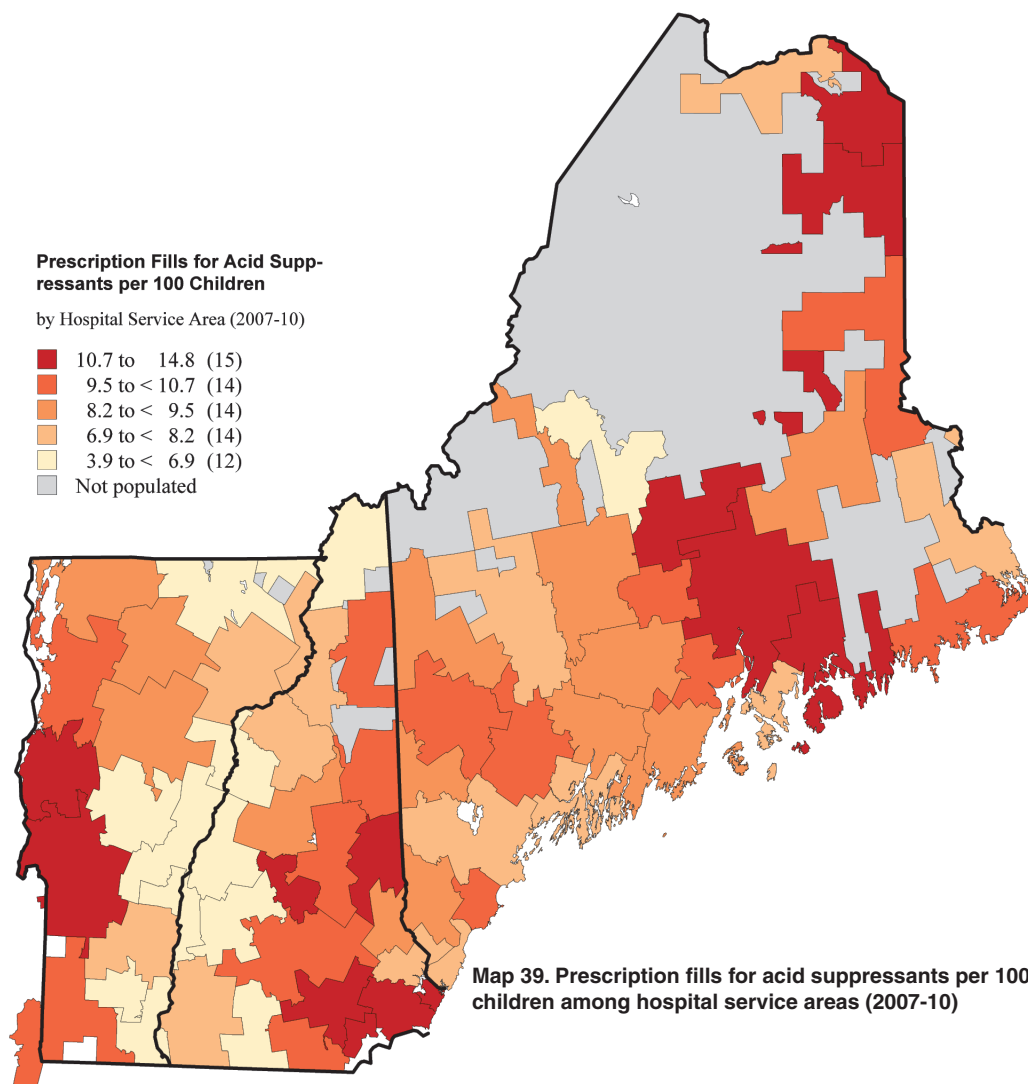 Prescription Fills for Acid Supp-
ressants per 100 Children
by Hospital Service Area (2007-10)
10.7 to 14.8 (15)
9.5 to < 10.7 (14)
8.2 to < 9.5 (14)
6.9 to < 8.2 (14)
3.9 to < 6.9 (12)
Not populated
Map 39. Prescription fills for acid suppressants per 100
children among hospital service areas (2007-10)